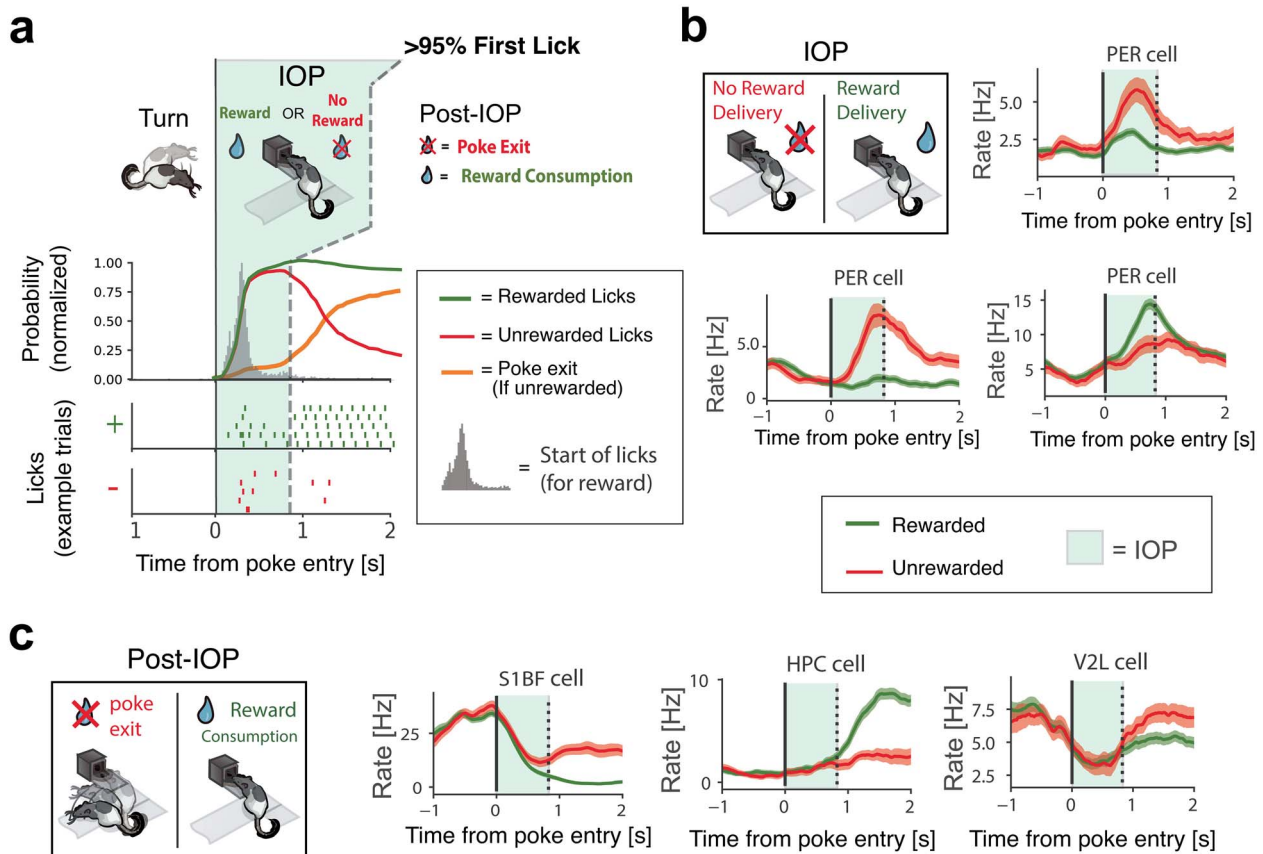 a
>95% First Lick
IOP
Turn
Reward
OR
No
Reward
Post-IOP
= Poke Exit
= Reward Consumption
Probability
(normalized)
1.00
0.75
0.50
0.25
0.00
Licks
(example trials)
+
-
1
0
1
2
Time from poke entry [s]
= Rewarded Licks
= Unrewarded Licks
= Poke exit
(If unrewarded)
= Start of licks
(for reward)
b
IOP
No Reward
Delivery
Reward
Delivery
PER cell
Rate [Hz]
5.0
2.5
−1
0
1
2
Time from poke entry [s]
PER cell
Rate [Hz]
5.0
0
−1
0
1
2
Time from poke entry [s]
PER cell
Rate [Hz]
15
10
5
−1
0
1
2
Time from poke entry [s]
Rewarded
Unrewarded
= IOP
c
Post-IOP
poke
exit
Reward
Consumption
S1BF cell
Rate [Hz]
25
0
−1
0
1
2
Time from poke entry [s]
HPC cell
Rate [Hz]
10
0
−1
0
1
2
Time from poke entry [s]
V2L cell
Rate [Hz]
7.5
5.0
2.5
−1
0
1
2
Time from poke entry [s]